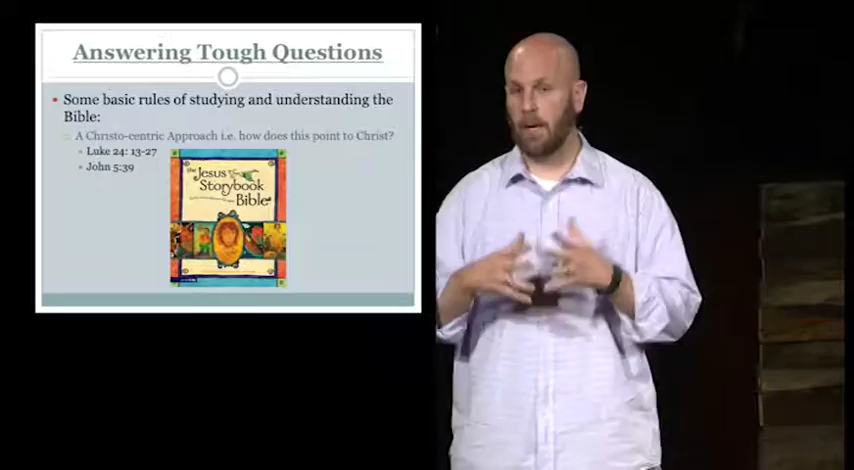 Answering Tough Questions
Some basic rules of studying and understanding the
Bible:
A Christo-centric Approach i.e. how does this point to Christ?
Luke 24: 13-27
John 5:39
the Jesus
Storybook
Bible